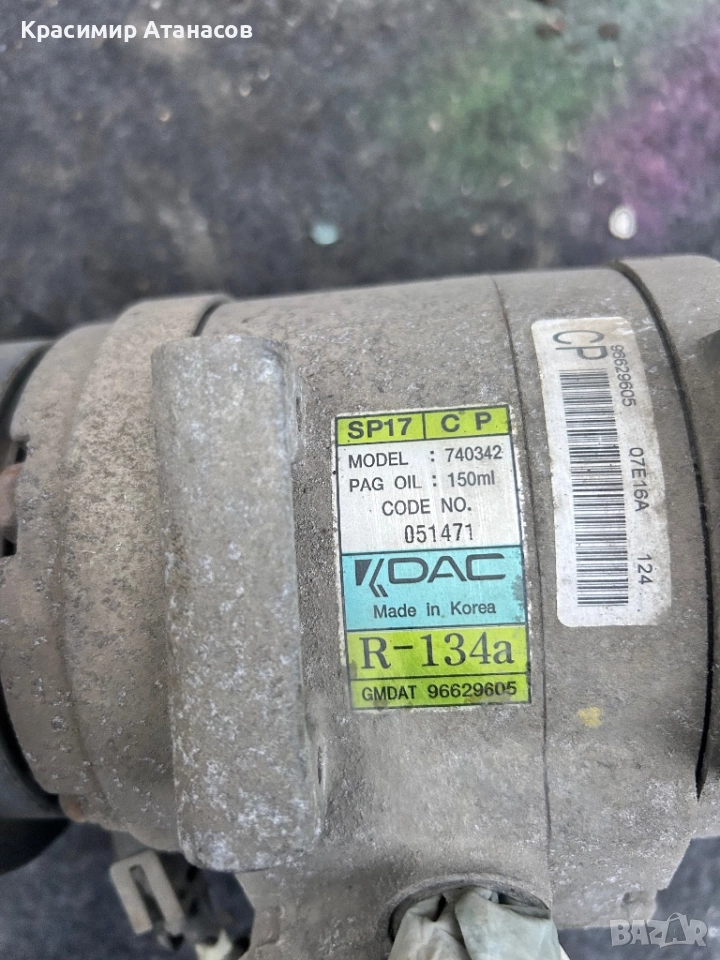 Красимир Атанасов
SP17 C P
MODEL : 740342
PAG OIL : 150ml
CODE NO.
051471
KDAC
Made in Korea
R-134a
GMDAT 96629605
CP
96629605 07E16A 124
BAZAR